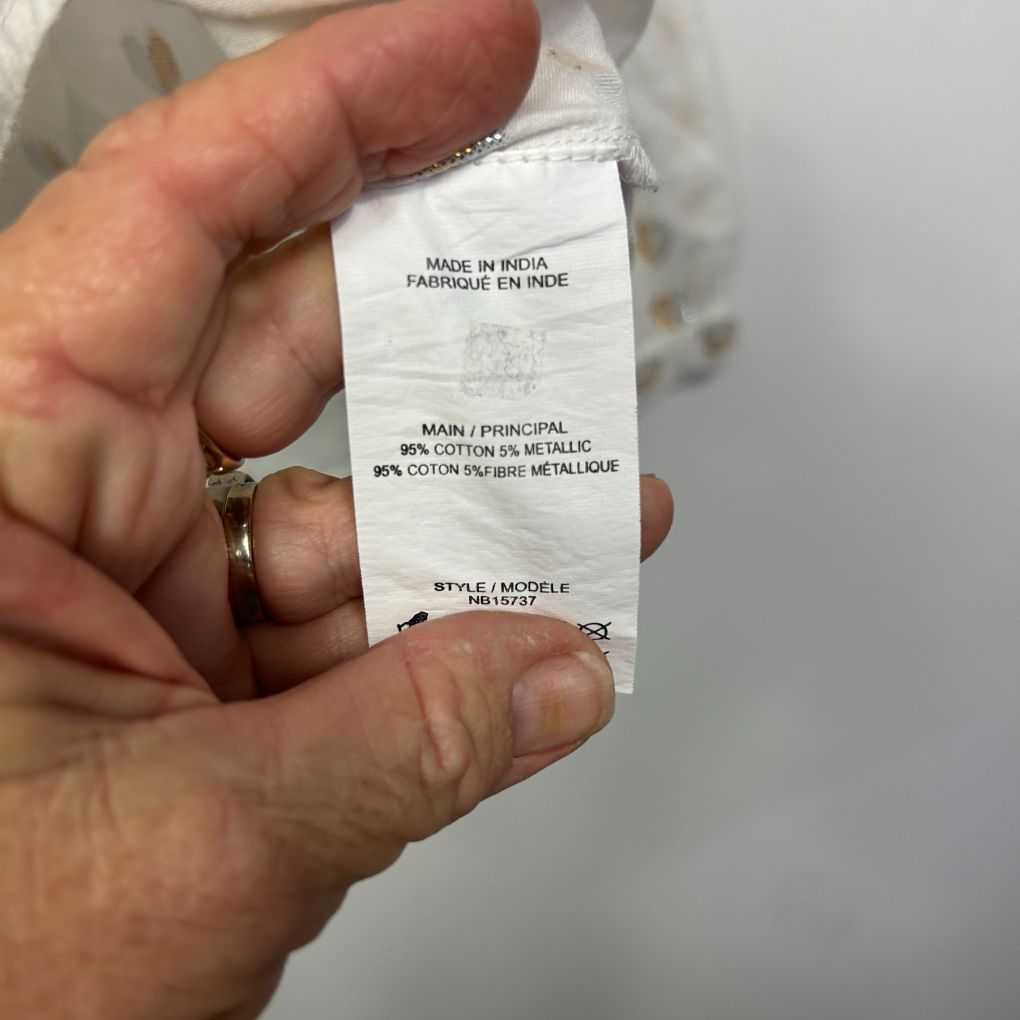 MADE IN INDIA
FABRIQUÉ EN INDE
MAIN / PRINCIPAL
95% COTTON 5% METALLIC
95% COTON 5%FIBRE MÉTALLIQUE
STYLE / MODÈLE
NB15737